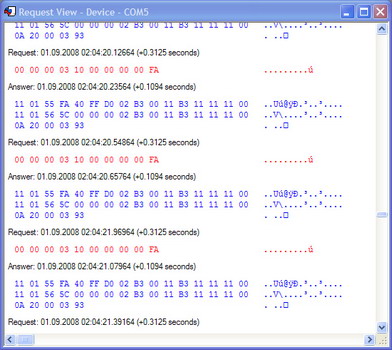 Request View - Device - COM5
11 01 56 5C 00 00 00 02 B3 00 11 B3 11 11 11 00 ..V\....³..³....
0A 20 00 03 93 . ..□
Request: 01.09.2008 02:04:20.12664 (+0.3125 seconds)
00 00 00 03 10 00 00 00 00 FA .........ú
Answer: 01.09.2008 02:04:20.23564 (+0.1094 seconds)
11 01 55 FA 40 FF D0 02 B3 00 11 B3 11 11 11 00 ..Uú@ÿÐ.³..³....
11 01 56 5C 00 00 00 02 B3 00 11 B3 11 11 11 00 ..V\....³..³....
0A 20 00 03 93 . ..□
Request: 01.09.2008 02:04:20.54864 (+0.3125 seconds)
00 00 00 03 10 00 00 00 00 FA .........ú
Answer: 01.09.2008 02:04:20.65764 (+0.1094 seconds)
11 01 55 FA 40 FF D0 02 B3 00 11 B3 11 11 11 00 ..Uú@ÿÐ.³..³....
11 01 56 5C 00 00 00 02 B3 00 11 B3 11 11 11 00 ..V\....³..³....
0A 20 00 03 93 . ..□
Request: 01.09.2008 02:04:21.96964 (+0.3125 seconds)
00 00 00 03 10 00 00 00 00 FA .........ú
Answer: 01.09.2008 02:04:21.07964 (+0.1094 seconds)
11 01 55 FA 40 FF D0 02 B3 00 11 B3 11 11 11 00 ..Uú@ÿÐ.³..³....
11 01 56 5C 00 00 00 02 B3 00 11 B3 11 11 11 00 ..V\....³..³....
0A 20 00 03 93 . ..□
Request: 01.09.2008 02:04:21.39164 (+0.3125 seconds)